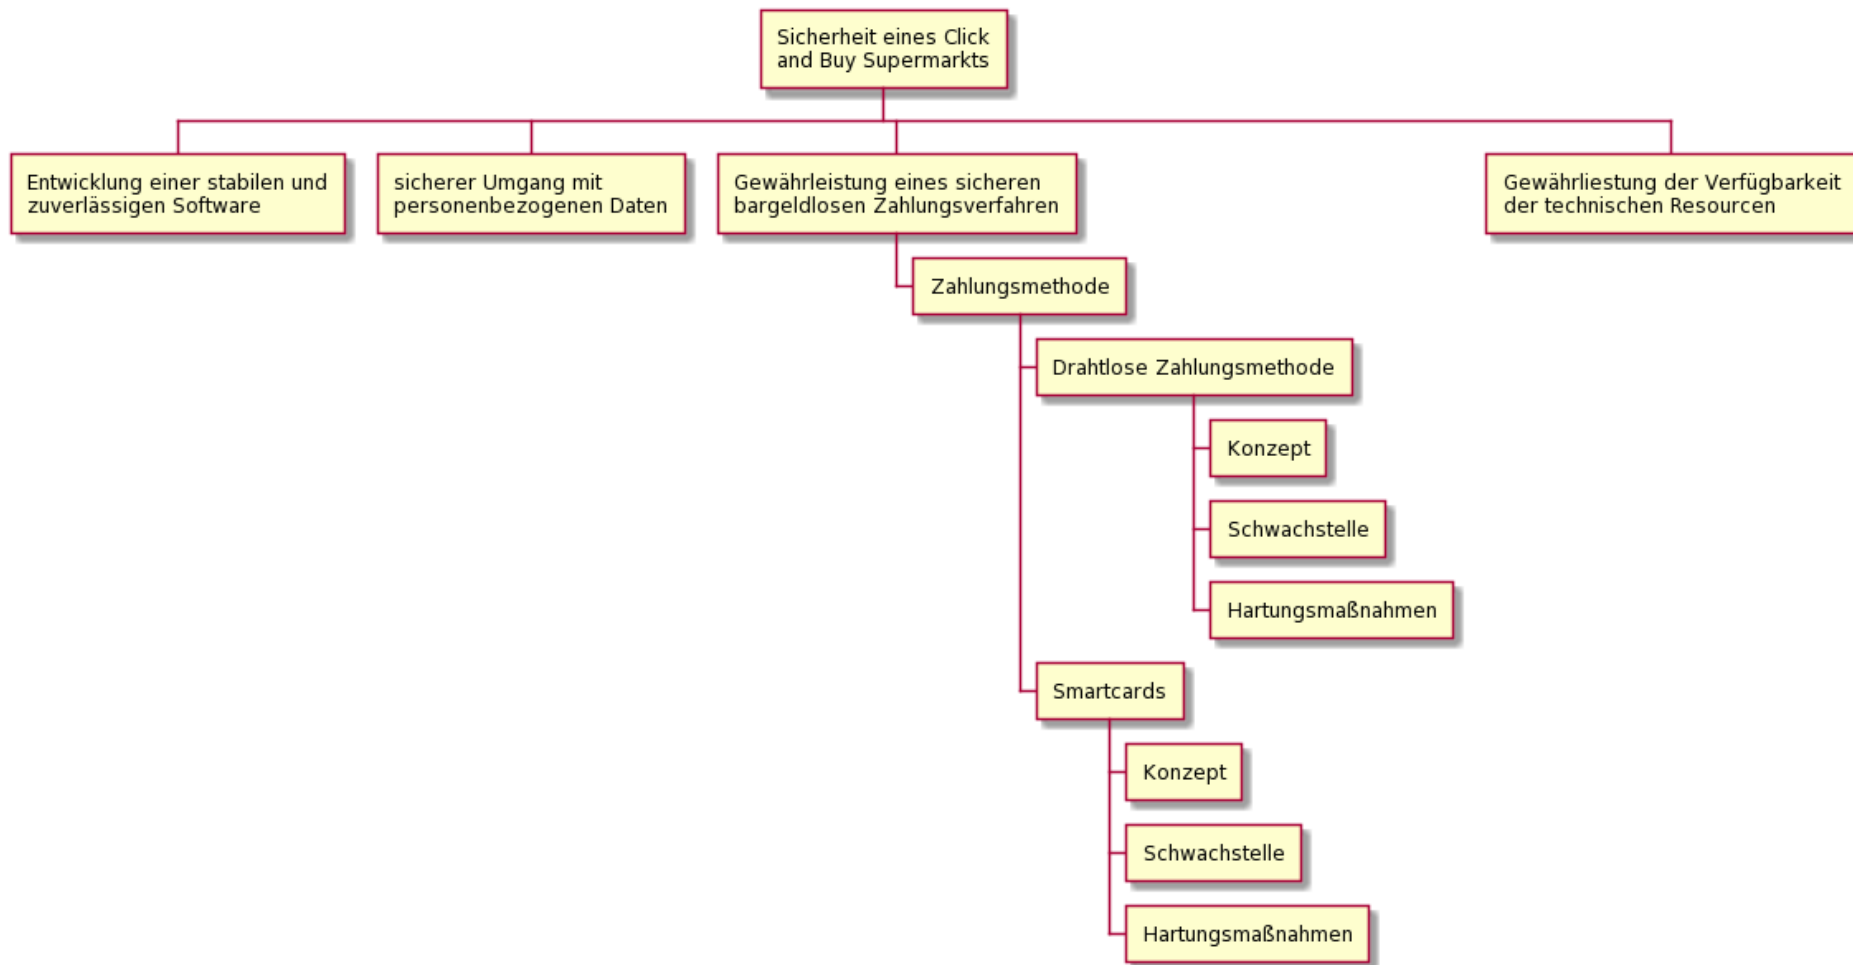 Sicherheit eines Click
and Buy Supermarkts
Entwicklung einer stabilen und
zuverlässigen Software
sicherer Umgang mit
personenbezogenen Daten
Gewährleistung eines sicheren
bargeldlosen Zahlungsverfahren
Gewährliestung der Verfügbarkeit
der technischen Resourcen
Zahlungsmethode
Drahtlose Zahlungsmethode
Konzept
Schwachstelle
Hartungsmaßnahmen
Smartcards
Konzept
Schwachstelle
Hartungsmaßnahmen